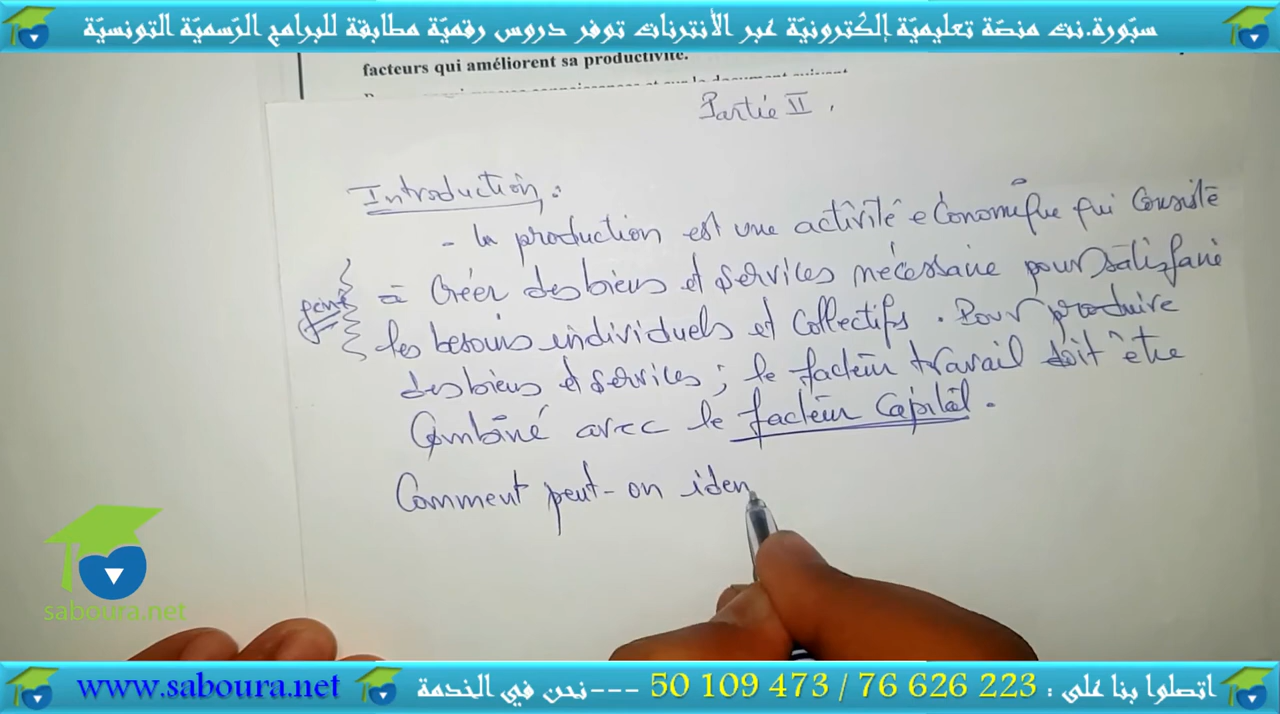 سبّورة.نت منصّة تعليميّة إلكترونيّة عبر الأنترنات توفر دروس رقميّة مطابقة للبرامج الرّسميّة التونسيّة
facteurs qui améliorent sa productivité.
Partie II.
Introduction :
- la production est une activité économique qui consiste
à créer des biens et services nécessaire pour satisfaire
les besoins individuels et collectifs. Pour produire
des biens et services ; le facteur travail doit être
Combiné avec le facteur Capital.
Comment peut-on iden
saboura.net
www.saboura.net اتصلوا بنا على : 223 626 76 / 473 109 50 ---نحن في الخدمة